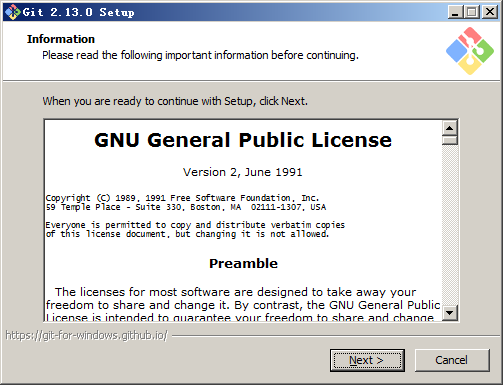 Git 2.13.0 Setup
Information
Please read the following important information before continuing.
When you are ready to continue with Setup, click Next.
GNU General Public License
Version 2, June 1991
Copyright (C) 1989, 1991 Free Software Foundation, Inc.
59 Temple Place - Suite 330, Boston, MA  02111-1307, USA
Everyone is permitted to copy and distribute verbatim copies
of this license document, but changing it is not allowed.
Preamble
The licenses for most software are designed to take away your
freedom to share and change it. By contrast, the GNU General Public
License is intended to guarantee your freedom to share and change
https://git-for-windows.github.io/
Next >
Cancel